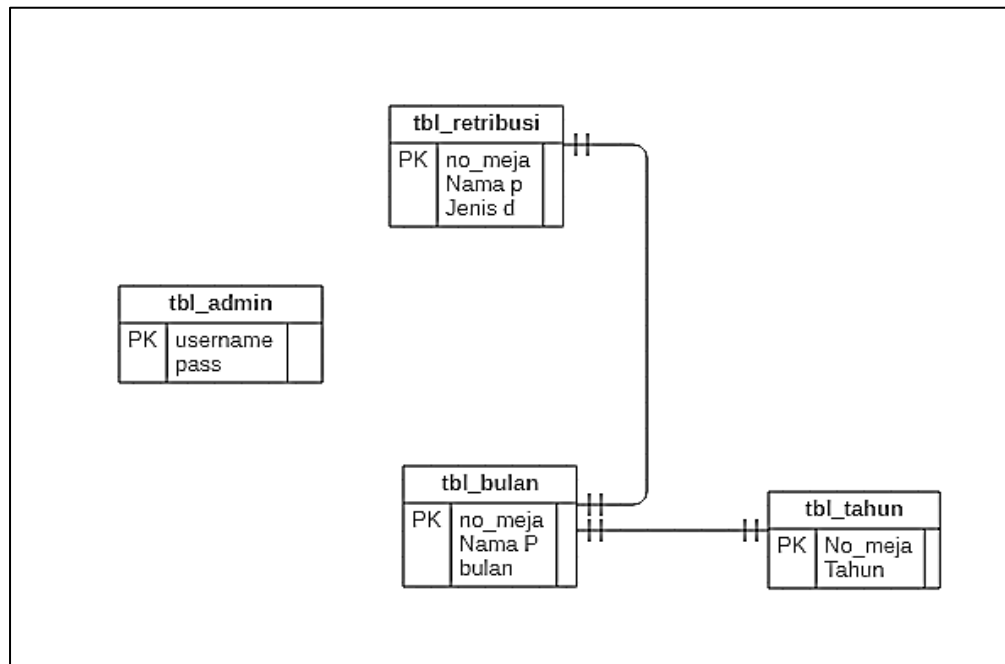 tbl_retribusi
PK no_meja
Nama p
Jenis d
tbl_admin
PK username
pass
tbl_bulan
PK no_meja
Nama P
bulan
tbl_tahun
PK No_meja
Tahun